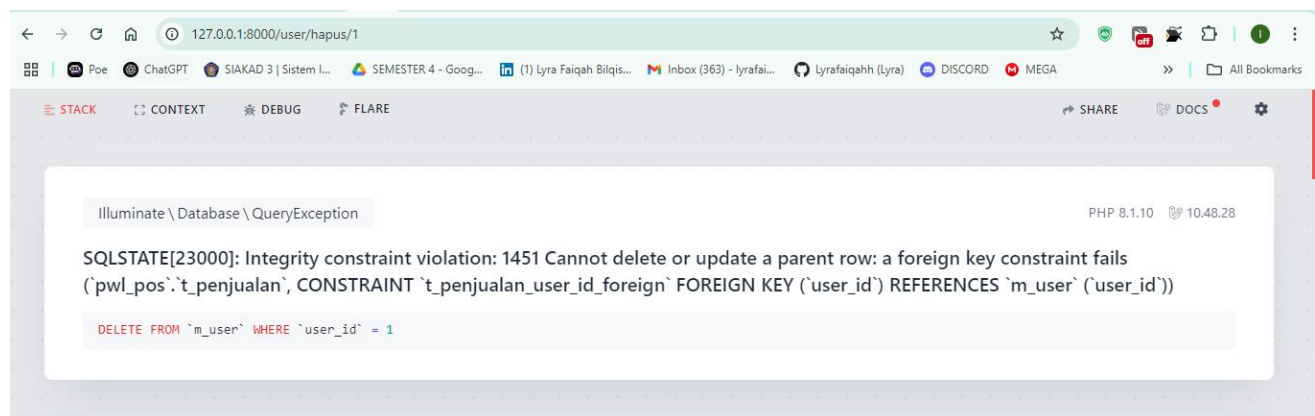 127.0.0.1:8000/user/hapus/1
off
I
Poe ChatGPT SIAKAD 3 | Sistem I... SEMESTER 4 - Goog... (1) Lyra Faiqah Bilqis... Inbox (363) - lyrafai... Lyrafaiqahh (Lyra) DISCORD MEGA » All Bookmarks
STACK CONTEXT DEBUG FLARE SHARE DOCS
Illuminate \ Database \ QueryException PHP 8.1.10 10.48.28
SQLSTATE[23000]: Integrity constraint violation: 1451 Cannot delete or update a parent row: a foreign key constraint fails
(`pwl_pos`.`t_penjualan`, CONSTRAINT `t_penjualan_user_id_foreign` FOREIGN KEY (`user_id`) REFERENCES `m_user` (`user_id`))
DELETE FROM `m_user` WHERE `user_id` = 1